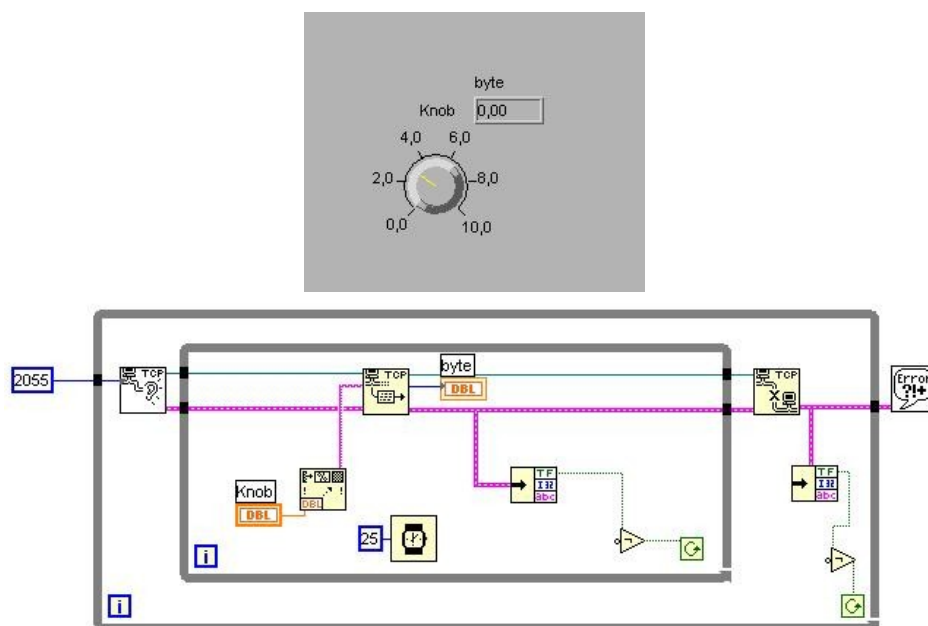 byte
Knob 0,00
4,0 6,0
2,0 8,0
0,0 10,0
2055
TCP
TCP
byte
DBL
TCP
Error
?!+
Knob
DBL
DBL
TF
I32
abc
TF
I32
abc
25
i
i